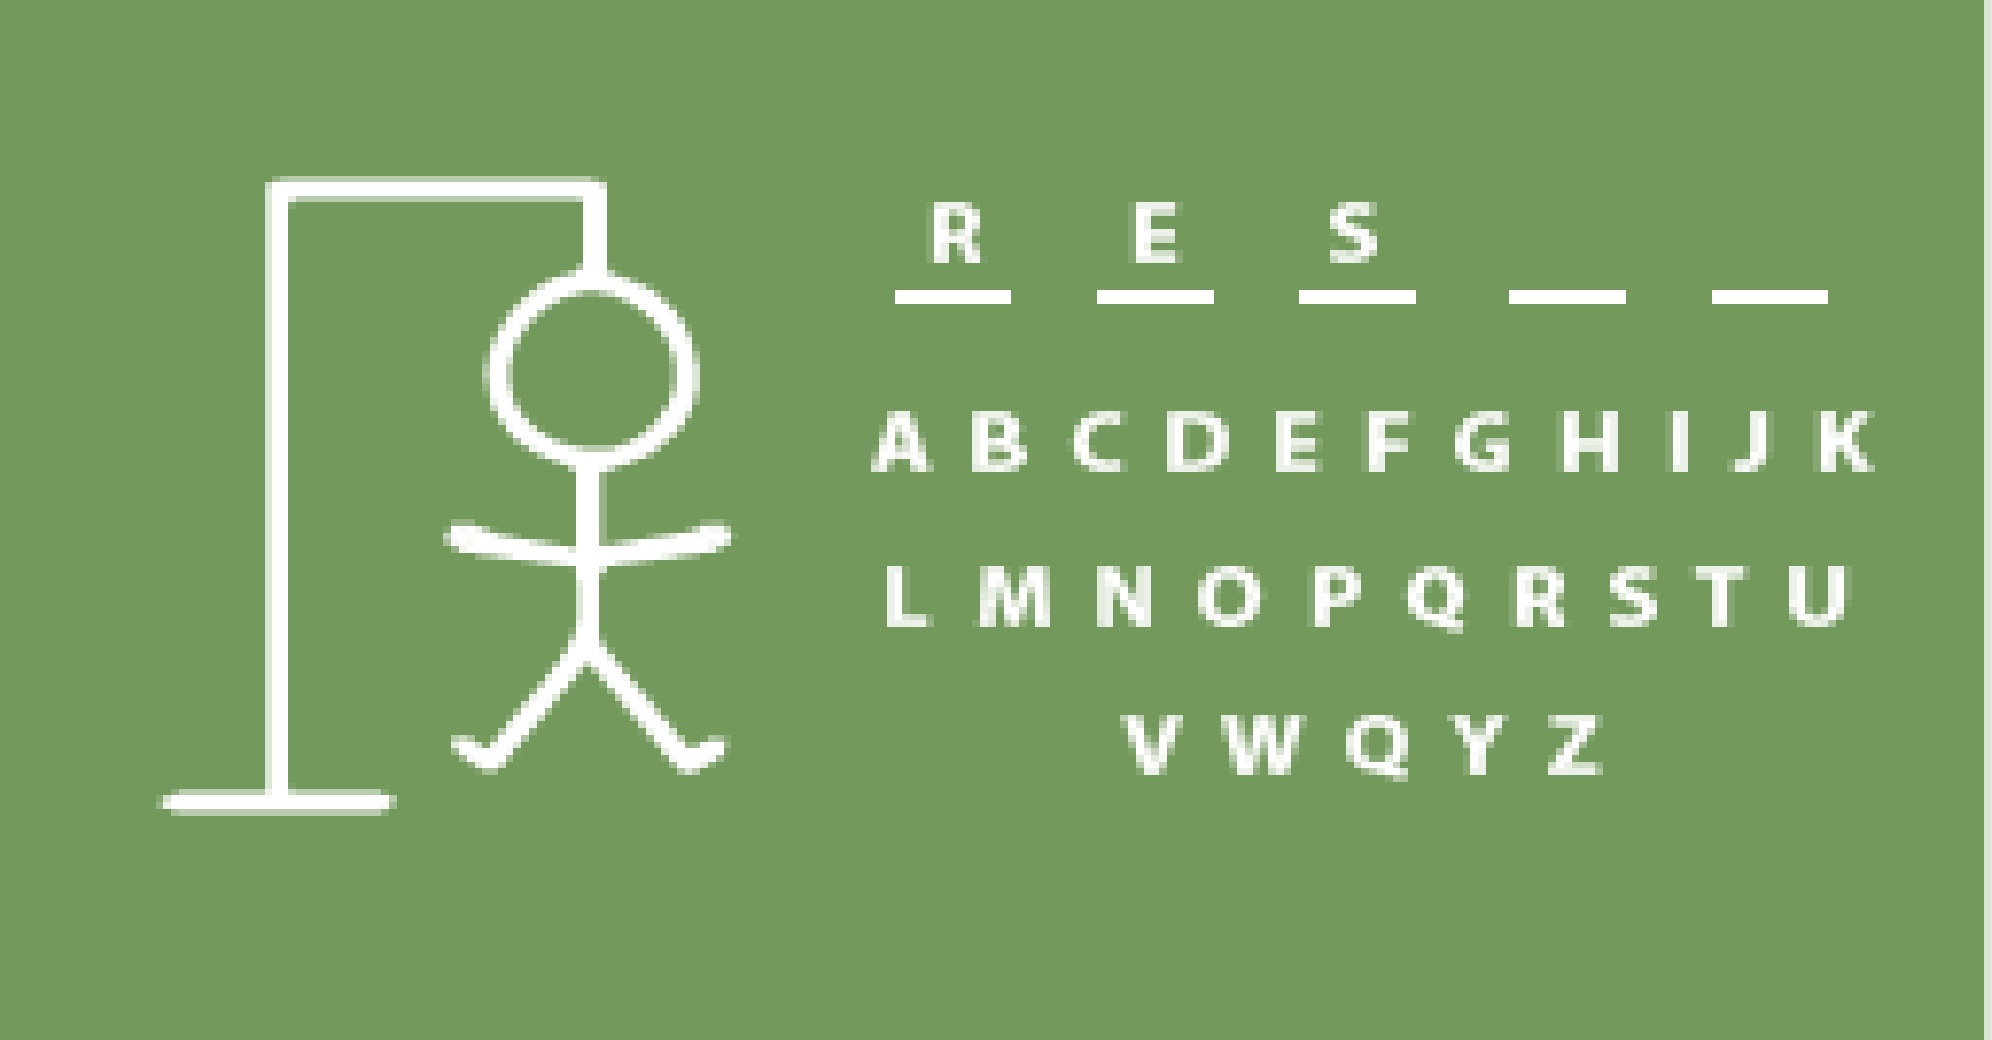 R E S _ _
A B C D E F G H I J K
L M N O P Q R S T U
V W Q Y Z